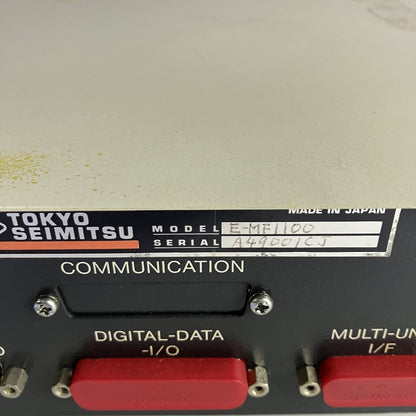 MADE IN JAPAN
TOKYO
SEIMITSU
MODEL E-MF1100
SERIAL A49001CJ
COMMUNICATION
DIGITAL-DATA
-I/O
MULTI-UN
I/F